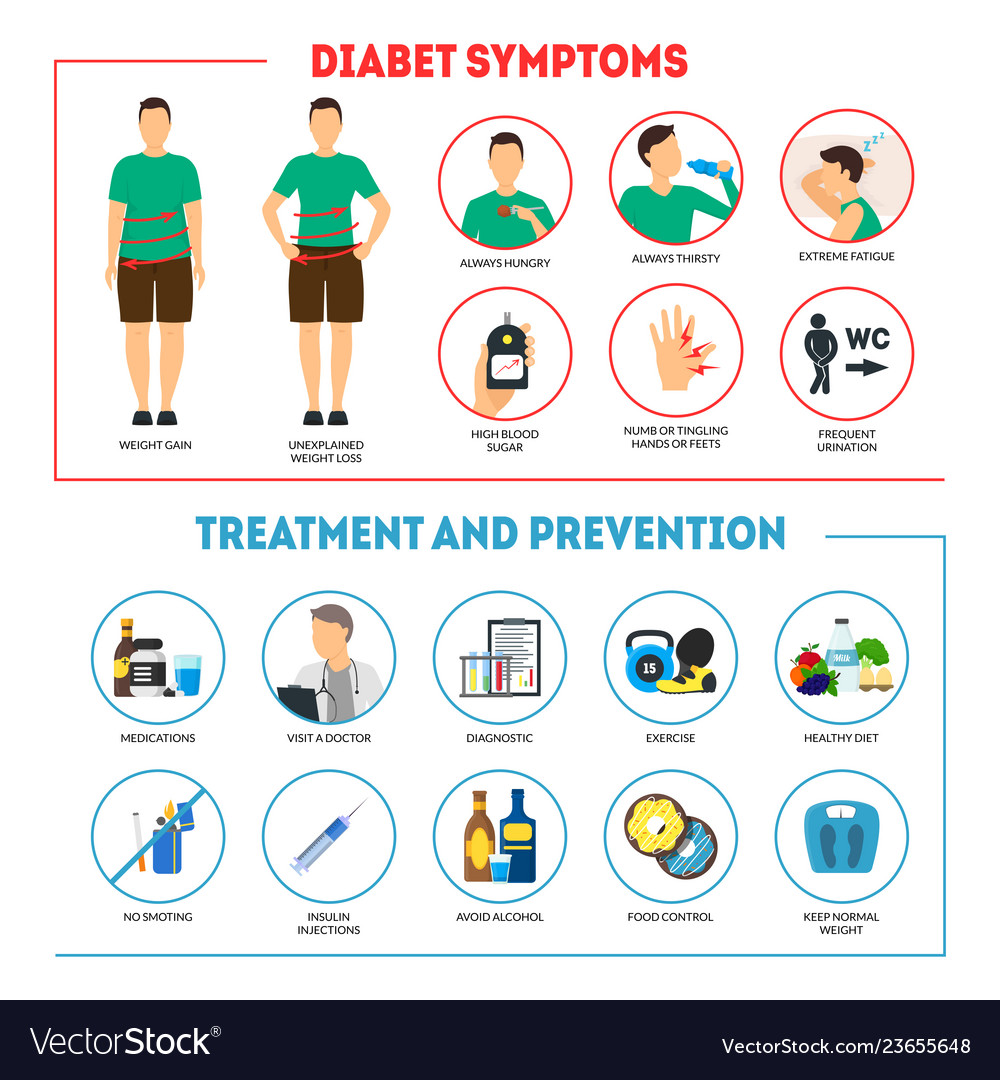 DIABET SYMPTOMS
WEIGHT GAIN
UNEXPLAINED
WEIGHT LOSS
ALWAYS HUNGRY
ALWAYS THIRSTY
z z z
EXTREME FATIGUE
HIGH BLOOD
SUGAR
NUMB OR TINGLING
HANDS OR FEETS
WC
FREQUENT
URINATION
TREATMENT AND PREVENTION
MEDICATIONS
VISIT A DOCTOR
DIAGNOSTIC
15
EXERCISE
Milk
HEALTHY DIET
NO SMOTING
INSULIN
INJECTIONS
AVOID ALCOHOL
FOOD CONTROL
KEEP NORMAL
WEIGHT
VectorStock®
VectorStock.com/23655648